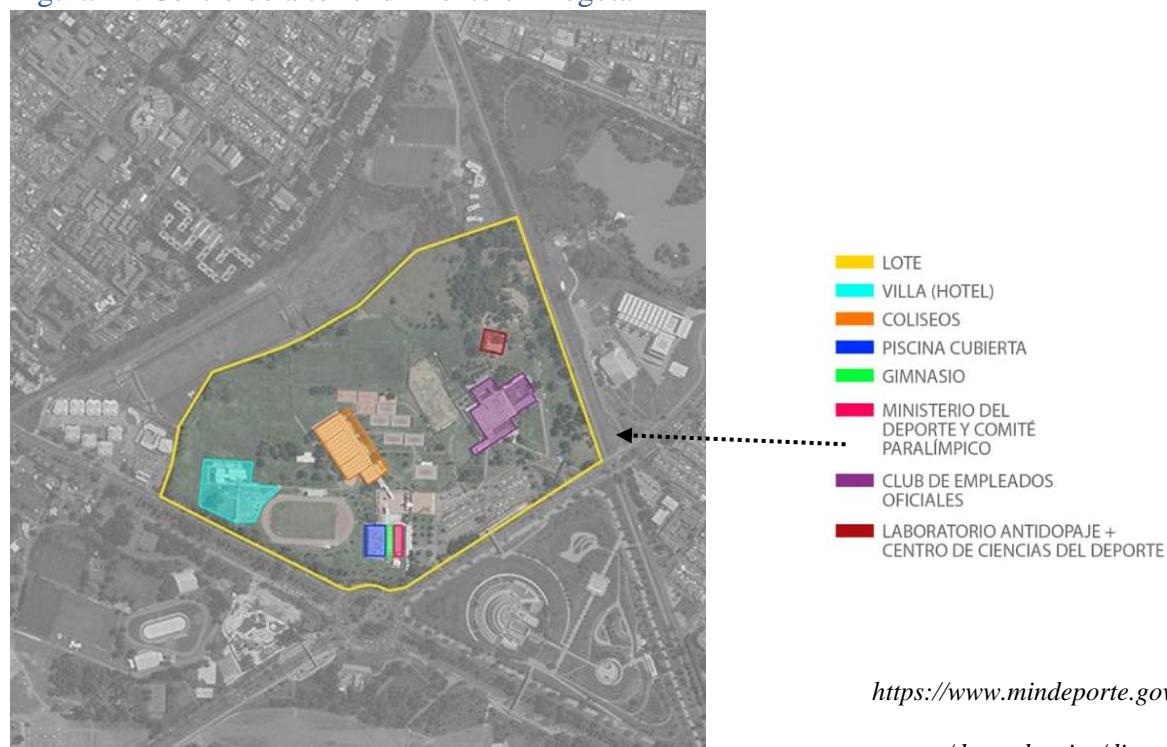 LOTE
VILLA (HOTEL)
COLISEOS
PISCINA CUBIERTA
GIMNASIO
MINISTERIO DEL
DEPORTE Y COMITÉ
PARALÍMPICO
CLUB DE EMPLEADOS
OFICIALES
LABORATORIO ANTIDOPAJE +
CENTRO DE CIENCIAS DEL DEPORTE
https://www.mindeporte.gov